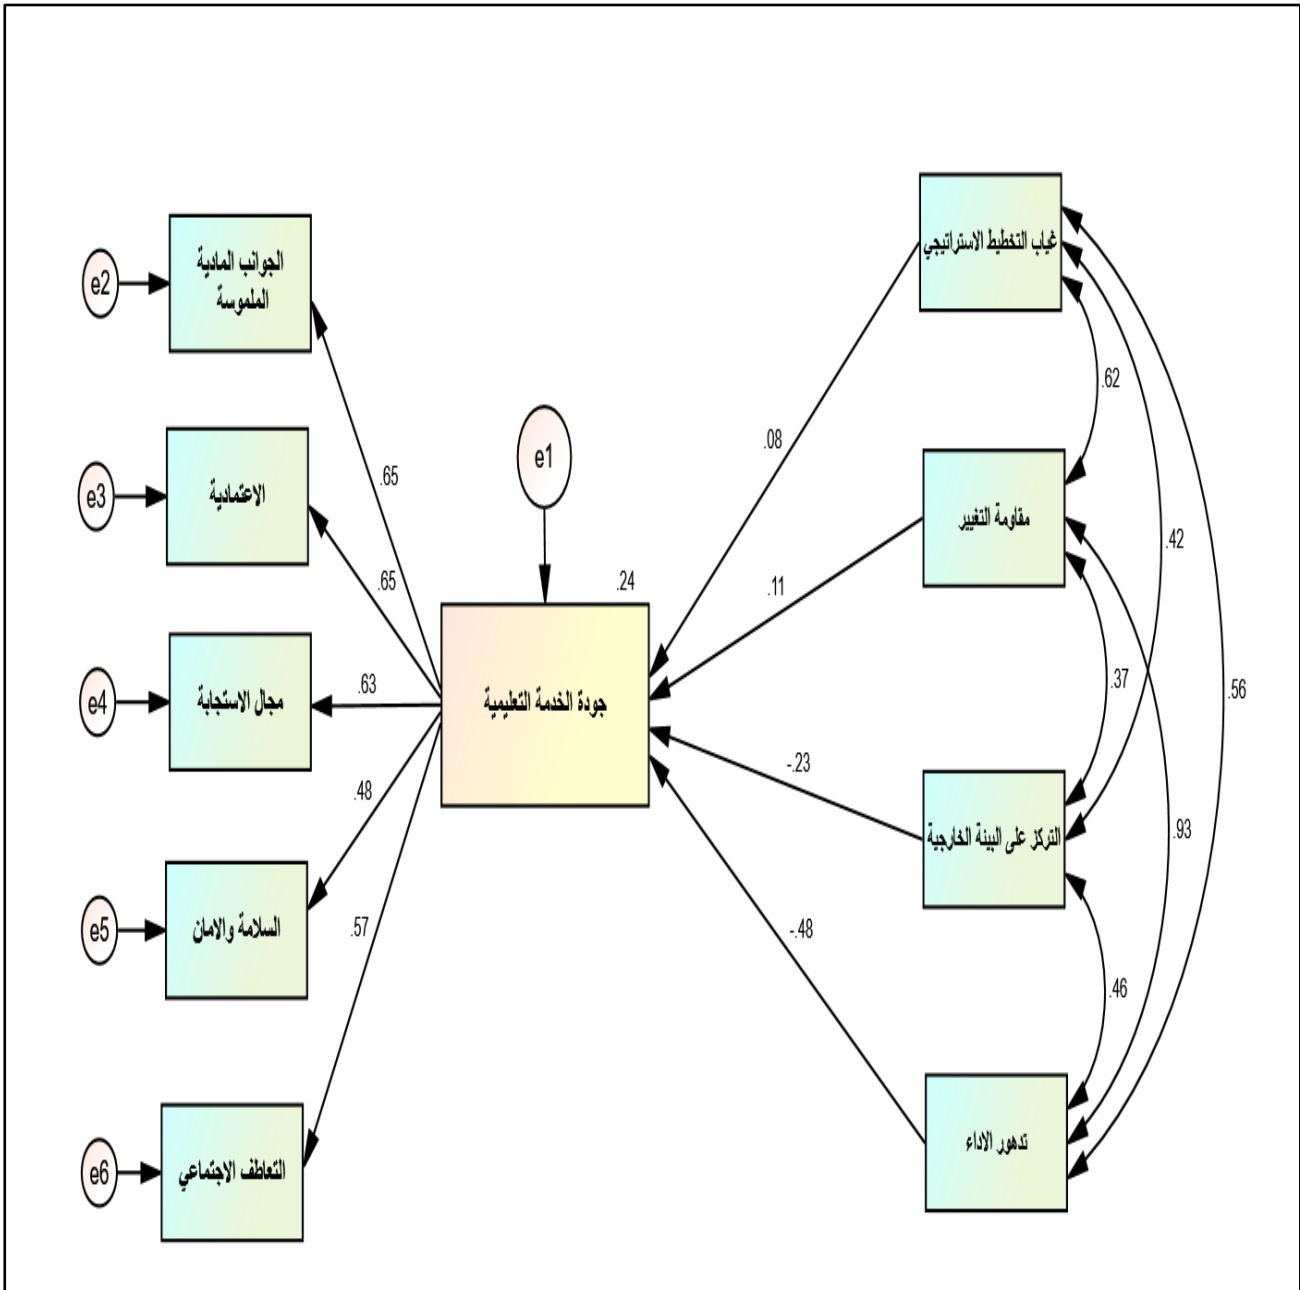 غياب التخطيط الاستراتيجي
الجوانب المادية
الملموسة
e2
.62
.08
e1
.65
الاعتمادية
e3
مقاومة التغيير
.42
.24
.65
.11
.37
.56
.63
مجال الاستجابة
e4
جودة الخدمة التعليمية
-.23
.48
التركز على البيئة الخارجية
.93
السلامة والامان
e5
.57
-.48
.46
تدهور الاداء
التعاطف الاجتماعي
e6